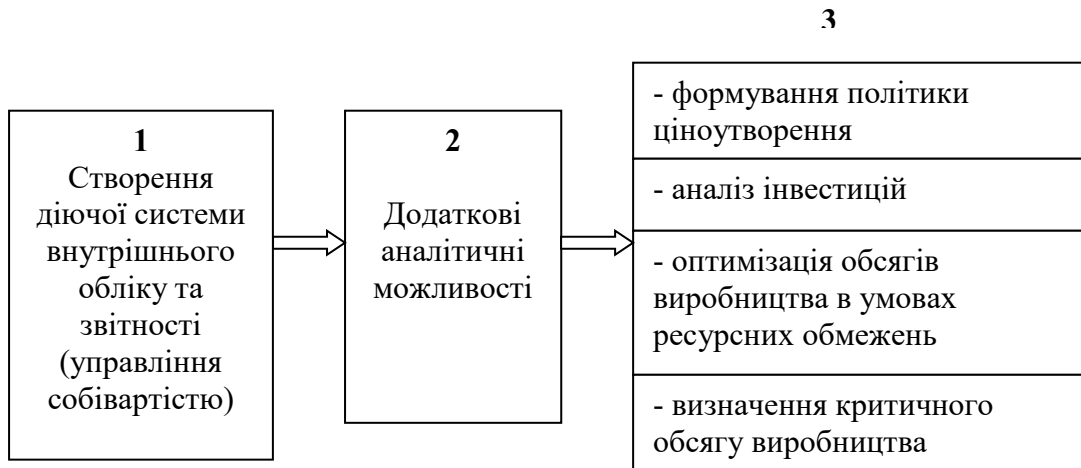 1
Створення
діючої системи
внутрішнього
обліку та
звітності
(управління
собівартістю)
2
Додаткові
аналітичні
можливості
3
- формування політики
ціноутворення
- аналіз інвестицій
- оптимізація обсягів
виробництва в умовах
ресурсних обмежень
- визначення критичного
обсягу виробництва